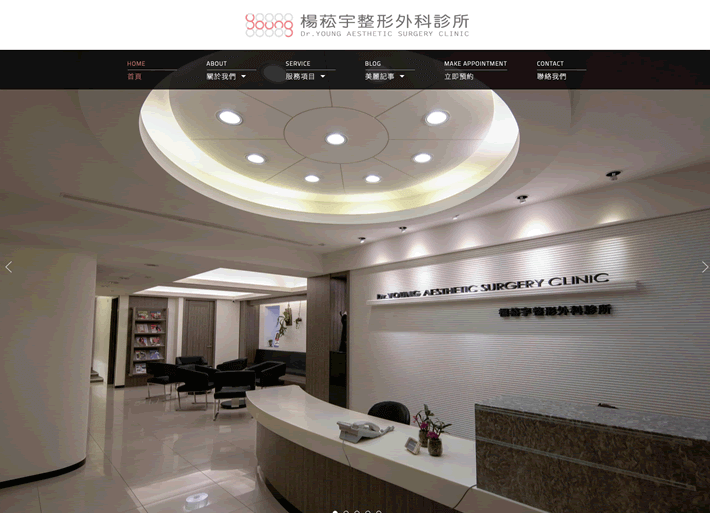 young
楊菘宇整形外科診所
Dr.YOUNG AESTHETIC SURGERY CLINIC
HOME
首頁
ABOUT
關於我們
SERVICE
服務項目
BLOG
美麗記事
MAKE APPOINTMENT
立即預約
CONTACT
聯絡我們
Dr.YOUNG AESTHETIC SURGERY CLINIC
楊菘宇整形外科診所